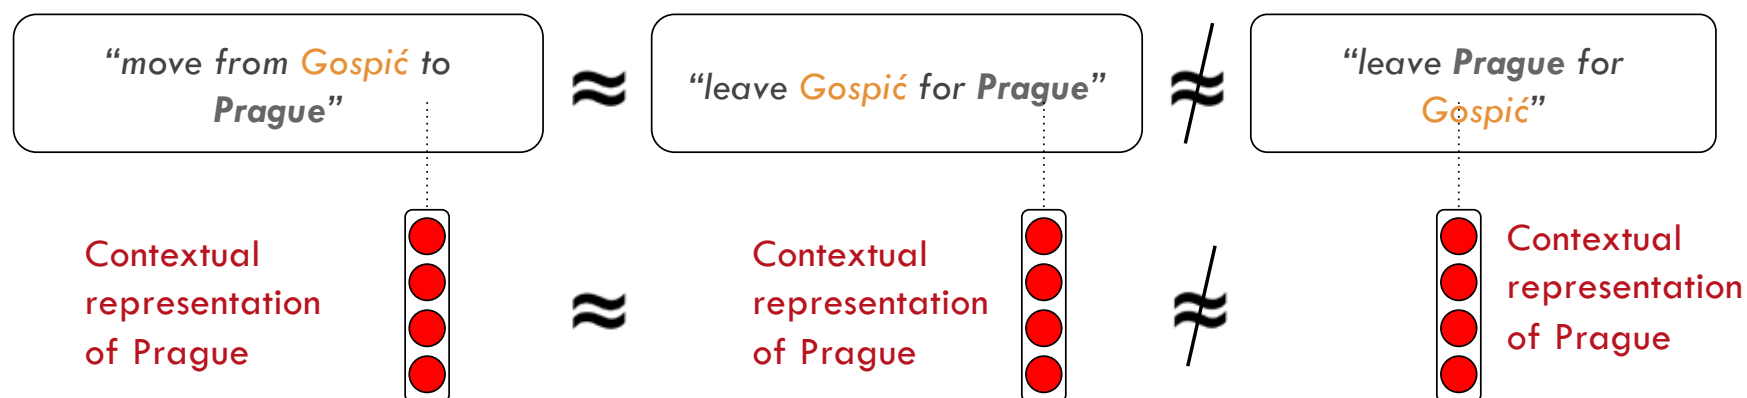 “move from Gospić to
Prague”
≈
“leave Gospić for Prague”
≉
“leave Prague for
Gospić”
Contextual
representation
of Prague
≈
Contextual
representation
of Prague
≉
Contextual
representation
of Prague